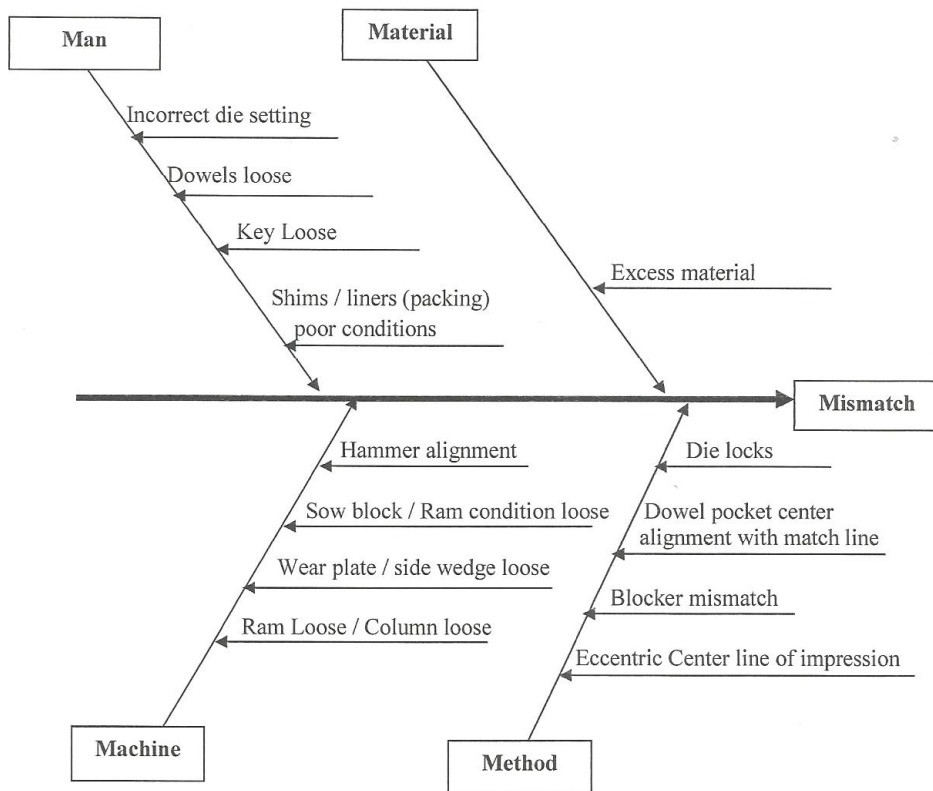 Man
Material
Incorrect die setting
Dowels loose
Key Loose
Shims / liners (packing)
poor conditions
Excess material
Mismatch
Hammer alignment
Sow block / Ram condition loose
Wear plate / side wedge loose
Ram Loose / Column loose
Die locks
Dowel pocket center
alignment with match line
Blocker mismatch
Eccentric Center line of impression
Machine
Method